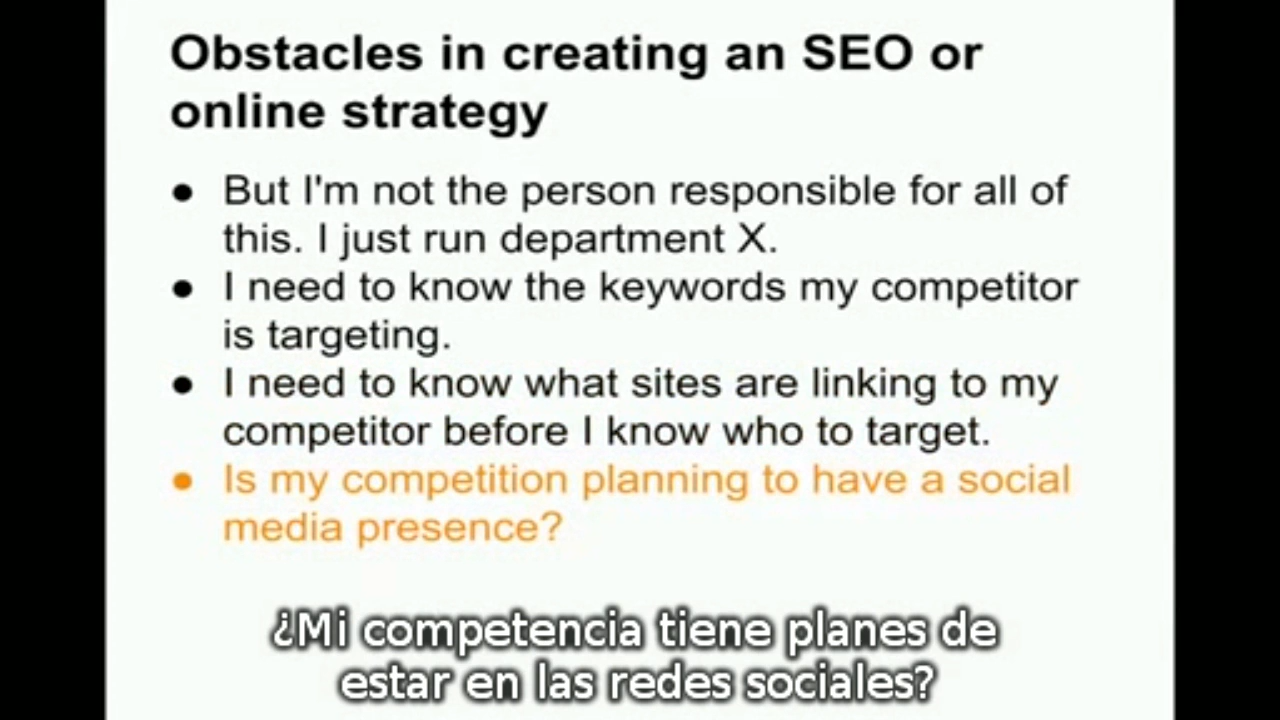 Obstacles in creating an SEO or
online strategy
● But I'm not the person responsible for all of
this. I just run department X.
● I need to know the keywords my competitor
is targeting.
● I need to know what sites are linking to my
competitor before I know who to target.
● Is my competition planning to have a social
media presence?
¿Mi competencia tiene planes de
estar en las redes sociales?